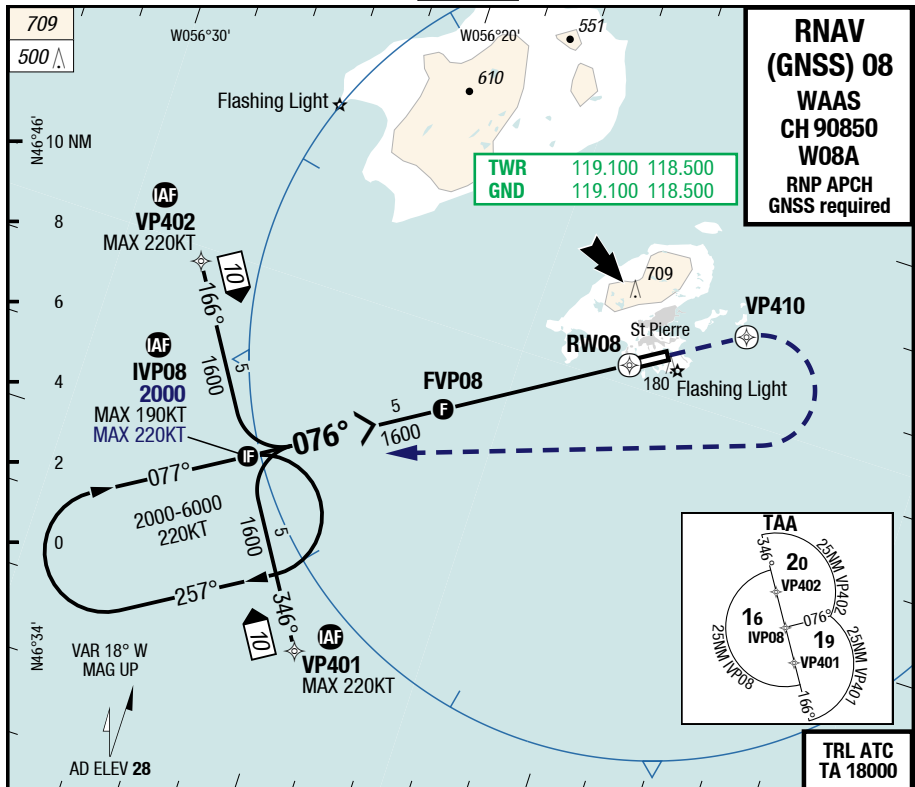 709
500
W056°30'
W056°20'
551
610
Flashing Light
RNAV
(GNSS) 08
WAAS
CH 90850
W08A
RNP APCH
GNSS required
N46°46'
10 NM
8
6
4
2
0
N46°34'
TWR 119.100 118.500
GND 119.100 118.500
IAF
VP402
MAX 220KT
10
166°
1600
5
709
St Pierre
RW08
VP410
180
Flashing Light
IAF
IVP08
2000
MAX 190KT
MAX 220KT
IF
FVP08
F
076°
5
1600
077°
2000-6000
220KT
257°
1600
5
346°
10
IAF
VP401
MAX 220KT
VAR 18° W
MAG UP
AD ELEV 28
TAA
346°
20
VP402
25NM VP402
16
IVP08
076°
19
VP401
25NM IVP08
25NM VP401
166°
TRL ATC
TA 18000